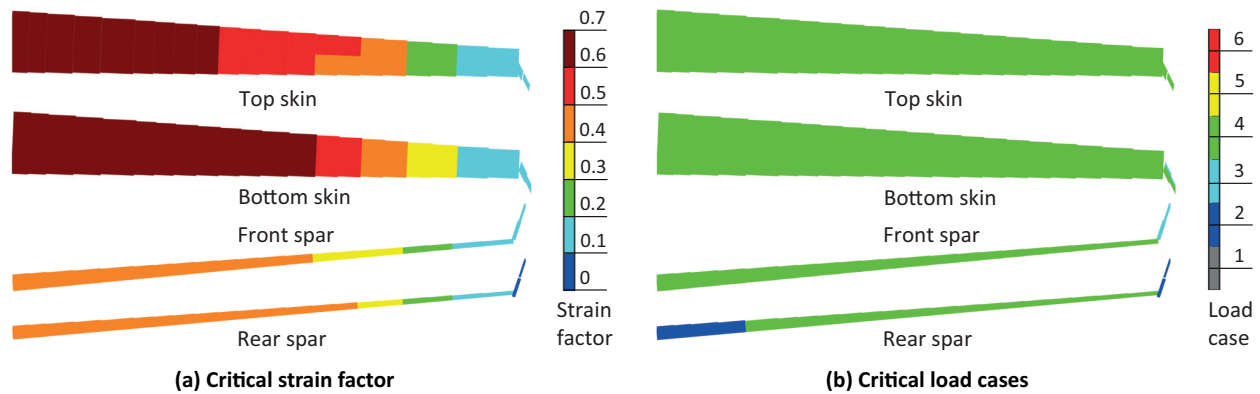 0.7
0.6
0.5
0.4
0.3
0.2
0.1
0
Strain
factor
Top skin
Bottom skin
Front spar
Rear spar
(a) Critical strain factor
6
5
4
3
2
1
Load
case
Top skin
Bottom skin
Front spar
Rear spar
(b) Critical load cases